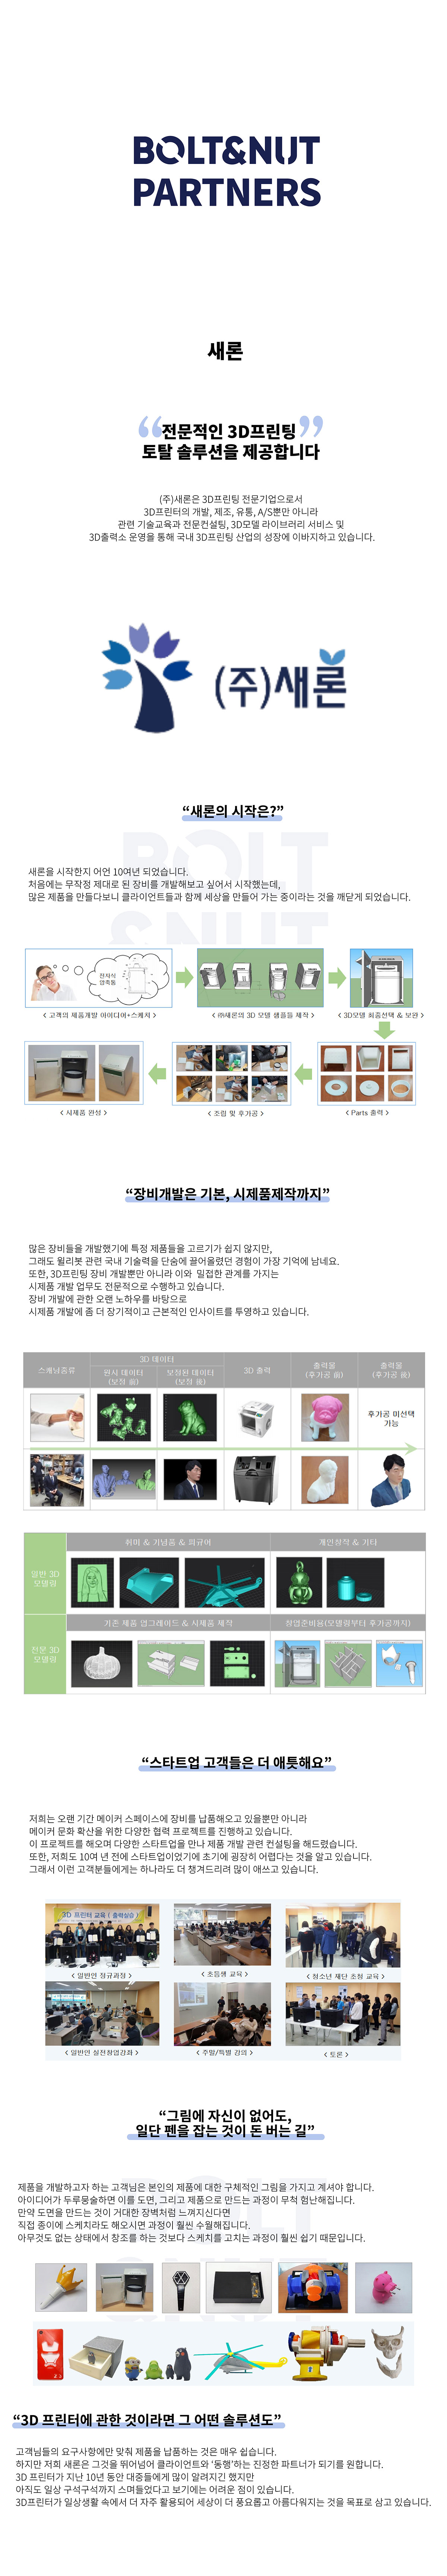 BOLT&NUT
PARTNERS
새론
“전문적인 3D프린팅”
토탈 솔루션을 제공합니다
(주)새론은 3D프린팅 전문기업으로서
3D프린터의 개발, 제조, 유통, A/S뿐만 아니라
관련 기술교육과 전문컨설팅, 3D모델 라이브러리 서비스 및
3D출력소 운영을 통해 국내 3D프린팅 산업의 성장에 이바지하고 있습니다.
(주)새론
“새론의 시작은?”
BOLT
&NUT
새론을 시작한지 어언 10여년 되었습니다.
처음에는 무작정 제대로 된 장비를 개발해보고 싶어서 시작했는데,
많은 제품을 만들다보니 클라이언트들과 함께 세상을 만들어 가는 중이라는 것을 깨닫게 되었습니다.
전자식
압축통
< 고객의 제품개발 아이디어+스케치 >
< ㈜새론의 3D 모델 샘플들 제작 >
< 3D모델 최종선택 & 보완 >
< 시제품 완성 >
< 조립 및 후가공 >
< Parts 출력 >
“장비개발은 기본, 시제품제작까지”
많은 장비들을 개발했기에 특정 제품들을 고르기가 쉽지 않지만,
그래도 윌리봇 관련 국내 기술력을 단숨에 끌어올렸던 경험이 가장 기억에 남네요.
또한, 3D프린팅 장비 개발뿐만 아니라 이와 밀접한 관계를 가지는
시제품 개발 업무도 전문적으로 수행하고 있습니다.
장비 개발에 관한 오랜 노하우를 바탕으로
시제품 개발에 좀 더 장기적이고 근본적인 인사이트를 투영하고 있습니다.
스캐닝종류
3D 데이터
원시 데이터
(보정 前)
보정된 데이터
(보정 後)
3D 출력
출력물
(후가공 前)
출력물
(후가공 後)
후가공 미선택
가능
일반 3D
모델링
취미 & 기념품 & 피규어
개인창작 & 기타
전문 3D
모델링
기존 제품 업그레이드 & 시제품 제작
창업준비용(모델링부터 후가공까지)
“스타트업 고객들은 더 애틋해요”
저희는 오랜 기간 메이커 스페이스에 장비를 납품해오고 있을뿐만 아니라
메이커 문화 확산을 위한 다양한 협력 프로젝트를 진행하고 있습니다.
이 프로젝트를 해오며 다양한 스타트업을 만나 제품 개발 관련 컨설팅을 해드렸습니다.
또한, 저희도 10여 년 전에 스타트업이었기에 초기에 굉장히 어렵다는 것을 알고 있습니다.
그래서 이런 고객분들에게는 하나라도 더 챙겨드리려 많이 애쓰고 있습니다.
3D 프린터 교육 ( 출력실습 )
< 일반인 정규과정 >
< 초등생 교육 >
< 청소년 재단 초청 교육 >
< 일반인 실전창업강좌 >
< 주말/특별 강의 >
< 토론 >
“그림에 자신이 없어도,
일단 펜을 잡는 것이 돈 버는 길”
제품을 개발하고자 하는 고객님은 본인의 제품에 대한 구체적인 그림을 가지고 계셔야 합니다.
아이디어가 두루뭉술하면 이를 도면, 그리고 제품으로 만드는 과정이 무척 험난해집니다.
만약 도면을 만드는 것이 거대한 장벽처럼 느껴지신다면
직접 종이에 스케치라도 해오시면 과정이 훨씬 수월해집니다.
아무것도 없는 상태에서 창조를 하는 것보다 스케치를 고치는 과정이 훨씬 쉽기 때문입니다.
“3D 프린터에 관한 것이라면 그 어떤 솔루션도”
고객님들의 요구사항에만 맞춰 제품을 납품하는 것은 매우 쉽습니다.
하지만 저희 새론은 그것을 뛰어넘어 클라이언트와 ‘동행’하는 진정한 파트너가 되기를 원합니다.
3D 프린터가 지난 10년 동안 대중들에게 많이 알려지긴 했지만
아직도 일상 구석구석까지 스며들었다고 보기에는 어려운 점이 있습니다.
3D프린터가 일상생활 속에서 더 자주 활용되어 세상이 더 풍요롭고 아름다워지는 것을 목표로 삼고 있습니다.